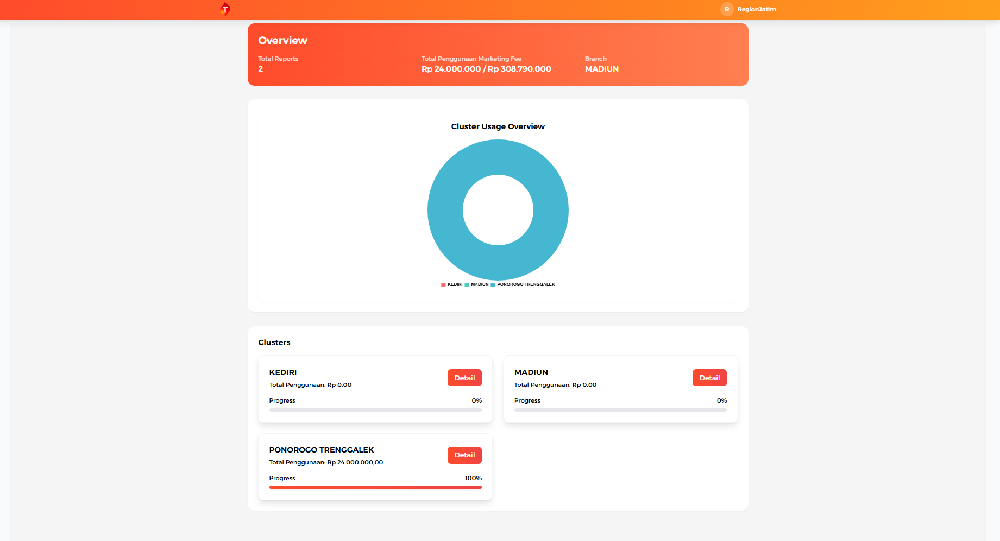 T
R RegionJatim
Overview
Total Reports
2
Total Penggunaan Marketing Fee
Rp 24.000.000 / Rp 308.790.000
Branch
MADIUN
Cluster Usage Overview
KEDIRI MADIUN PONOROGO TRENGGALEK
Clusters
KEDIRI
Total Penggunaan: Rp 0,00
Detail
Progress 0%
MADIUN
Total Penggunaan: Rp 0,00
Detail
Progress 0%
PONOROGO TRENGGALEK
Total Penggunaan: Rp 24.000.000,00
Detail
Progress 100%